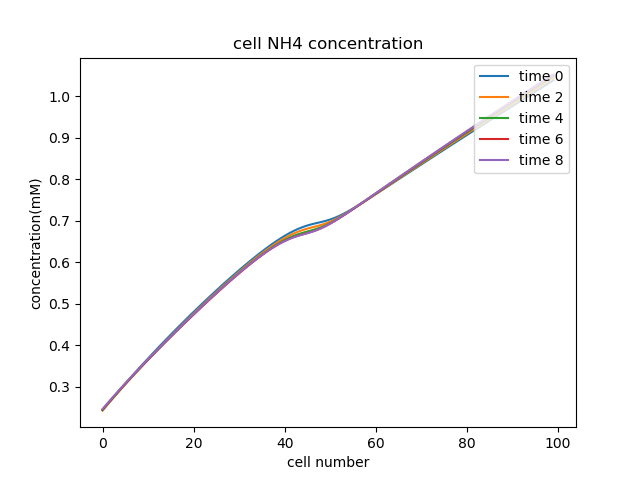 cell NH4 concentration
concentration(mM)
1.0
0.9
0.8
0.7
0.6
0.5
0.4
0.3
time 0
time 2
time 4
time 6
time 8
0 20 40 60 80 100
cell number